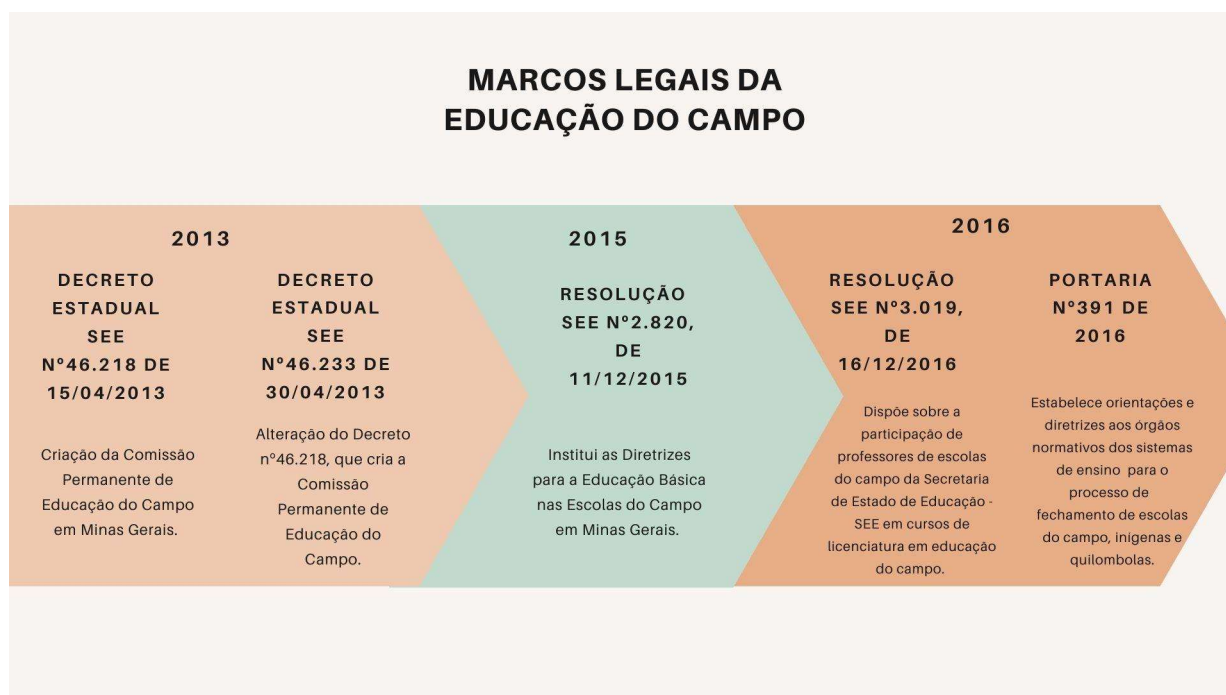 MARCOS LEGAIS DA
EDUCAÇÃO DO CAMPO
2013
DECRETO
ESTADUAL
SEE
Nº46.218 DE
15/04/2013
Criação da Comissão
Permanente de
Educação do Campo
em Minas Gerais.
DECRETO
ESTADUAL
SEE
Nº46.233 DE
30/04/2013
Alteração do Decreto
nº46.218, que cria a
Comissão
Permanente de
Educação do
Campo.
2015
RESOLUÇÃO
SEE Nº2.820,
DE
11/12/2015
Institui as Diretrizes
para a Educação Básica
nas Escolas do Campo
em Minas Gerais.
2016
RESOLUÇÃO
SEE Nº3.019,
DE
16/12/2016
Dispõe sobre a
participação de
professores de escolas
do campo da Secretaria
de Estado de Educação -
SEE em cursos de
licenciatura em educação
do campo.
PORTARIA
Nº391 DE
2016
Estabelece orientações e
diretrizes aos órgãos
normativos dos sistemas
de ensino para o
processo de
fechamento de escolas
do campo, inígenas e
quilombolas.